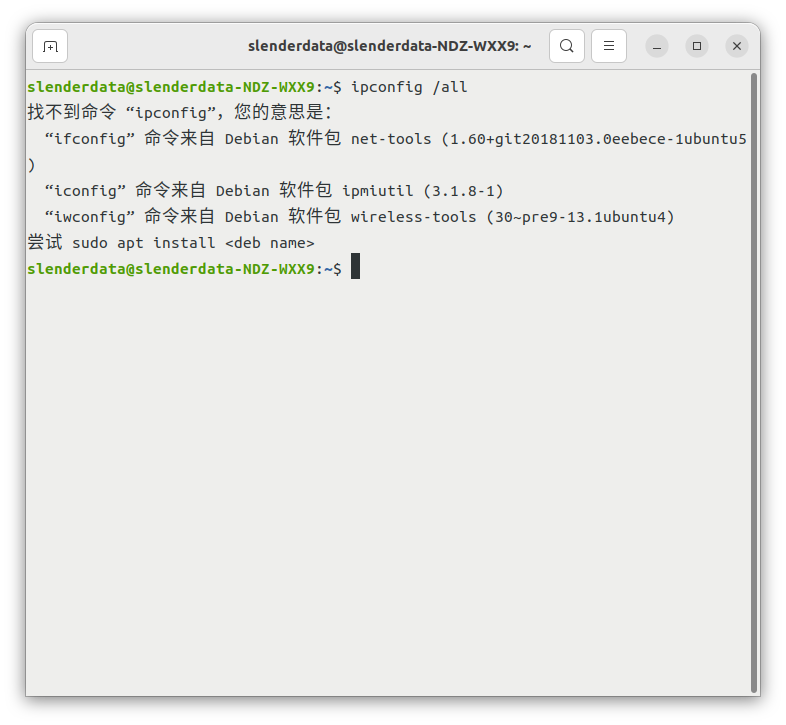 slenderdata@slenderdata-NDZ-WXX9: ~
slenderdata@slenderdata-NDZ-WXX9:~$ ipconfig /all
找不到命令 “ipconfig”，您的意思是：
  “ifconfig” 命令来自 Debian 软件包 net-tools (1.60+git20181103.0eebece-1ubuntu5
)
  “iconfig” 命令来自 Debian 软件包 ipmiutil (3.1.8-1)
  “iwconfig” 命令来自 Debian 软件包 wireless-tools (30~pre9-13.1ubuntu4)
尝试 sudo apt install <deb name>
slenderdata@slenderdata-NDZ-WXX9:~$